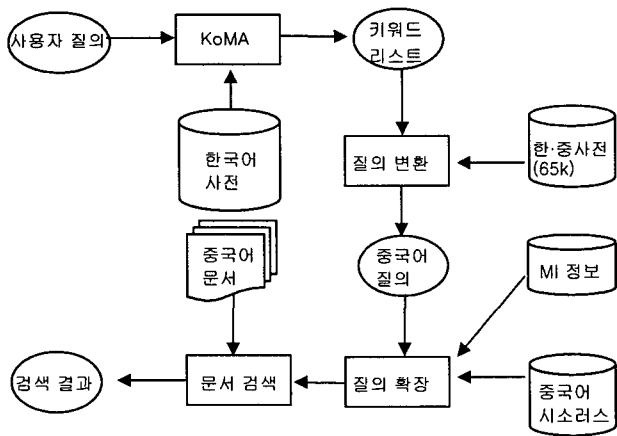 사용자 질의
KoMA
키워드
리스트
한국어
사전
질의 변환
한·중사전
(65k)
중국어
문서
중국어
질의
MI 정보
검색 결과
문서 검색
질의 확장
중국어
시소러스